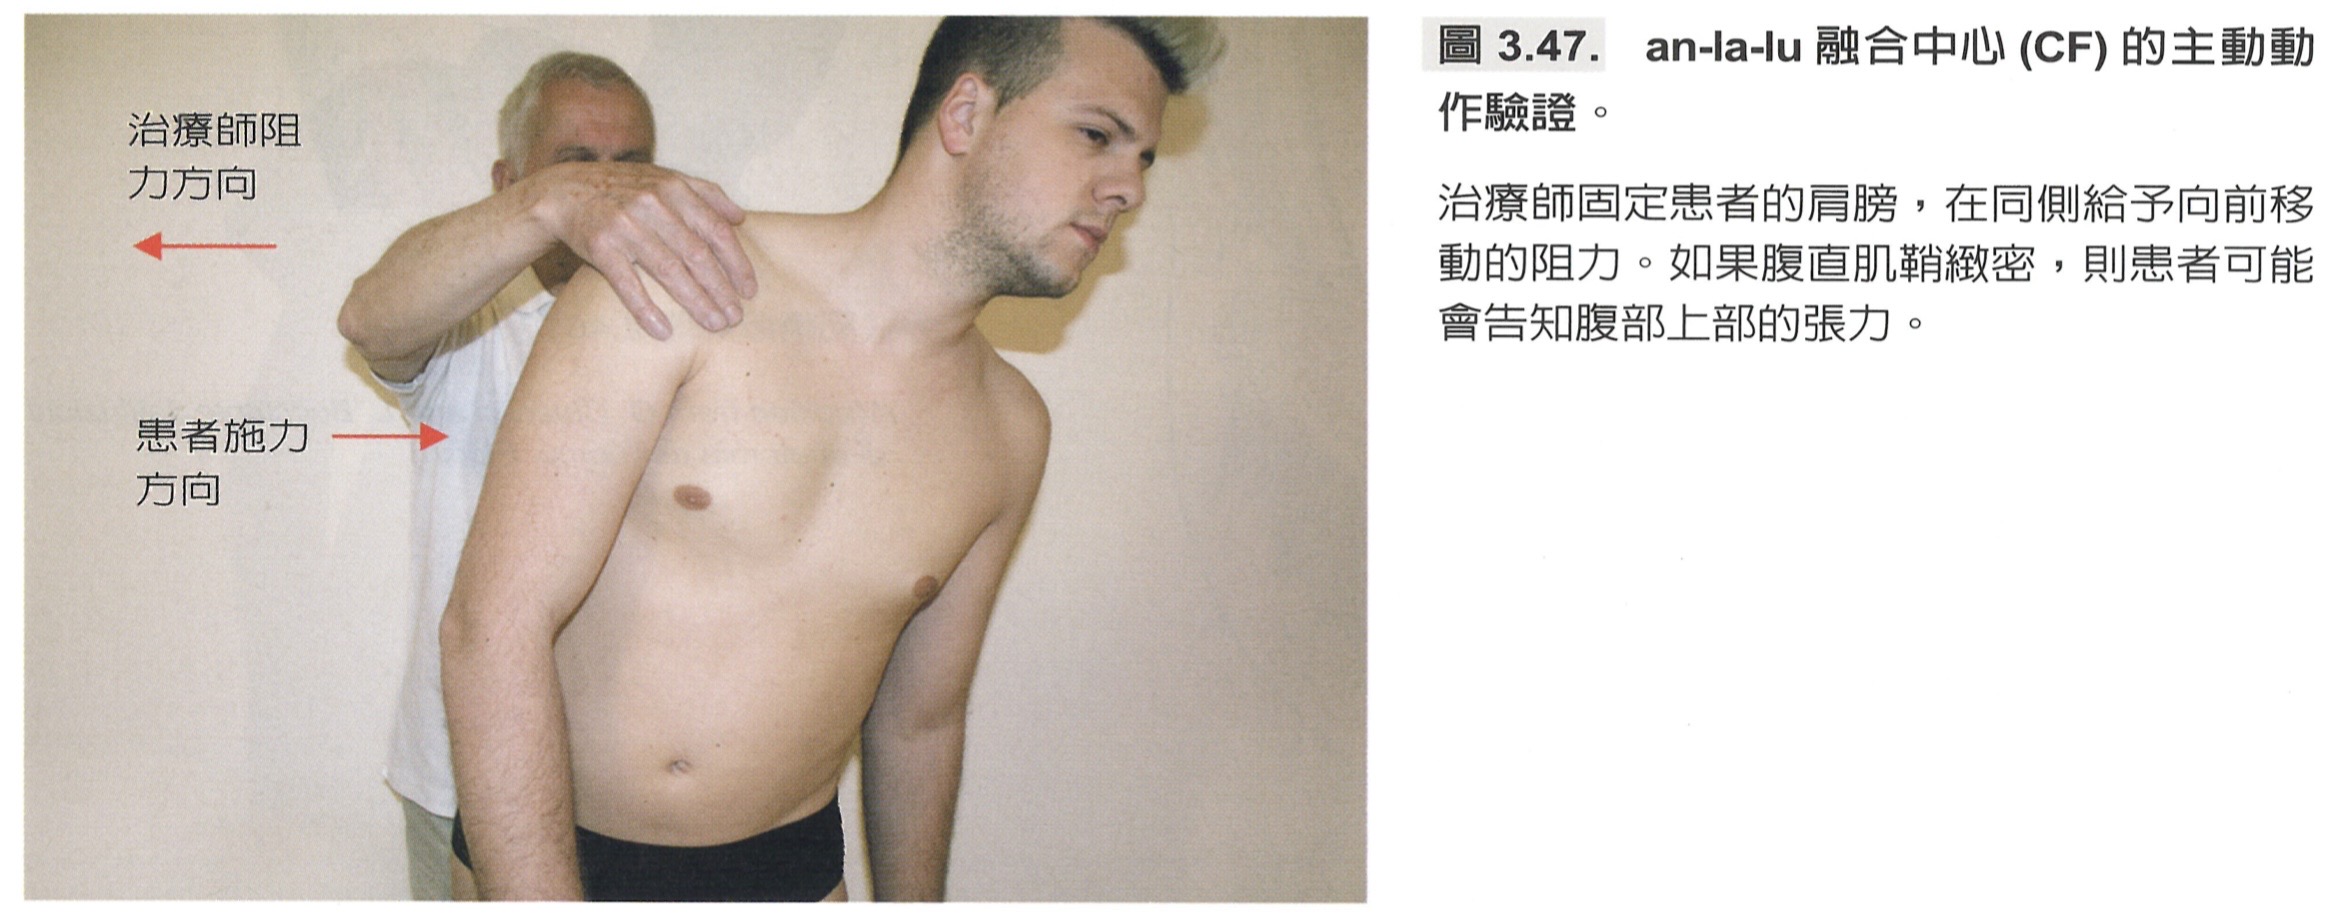 治療師阻
力方向
患者施力
方向
圖 3.47. an-la-lu 融合中心 (CF) 的主動動
作驗證。
治療師固定患者的肩膀，在同側給予向前移
動的阻力。如果腹直肌鞘緻密，則患者可能
會告知腹部上部的張力。